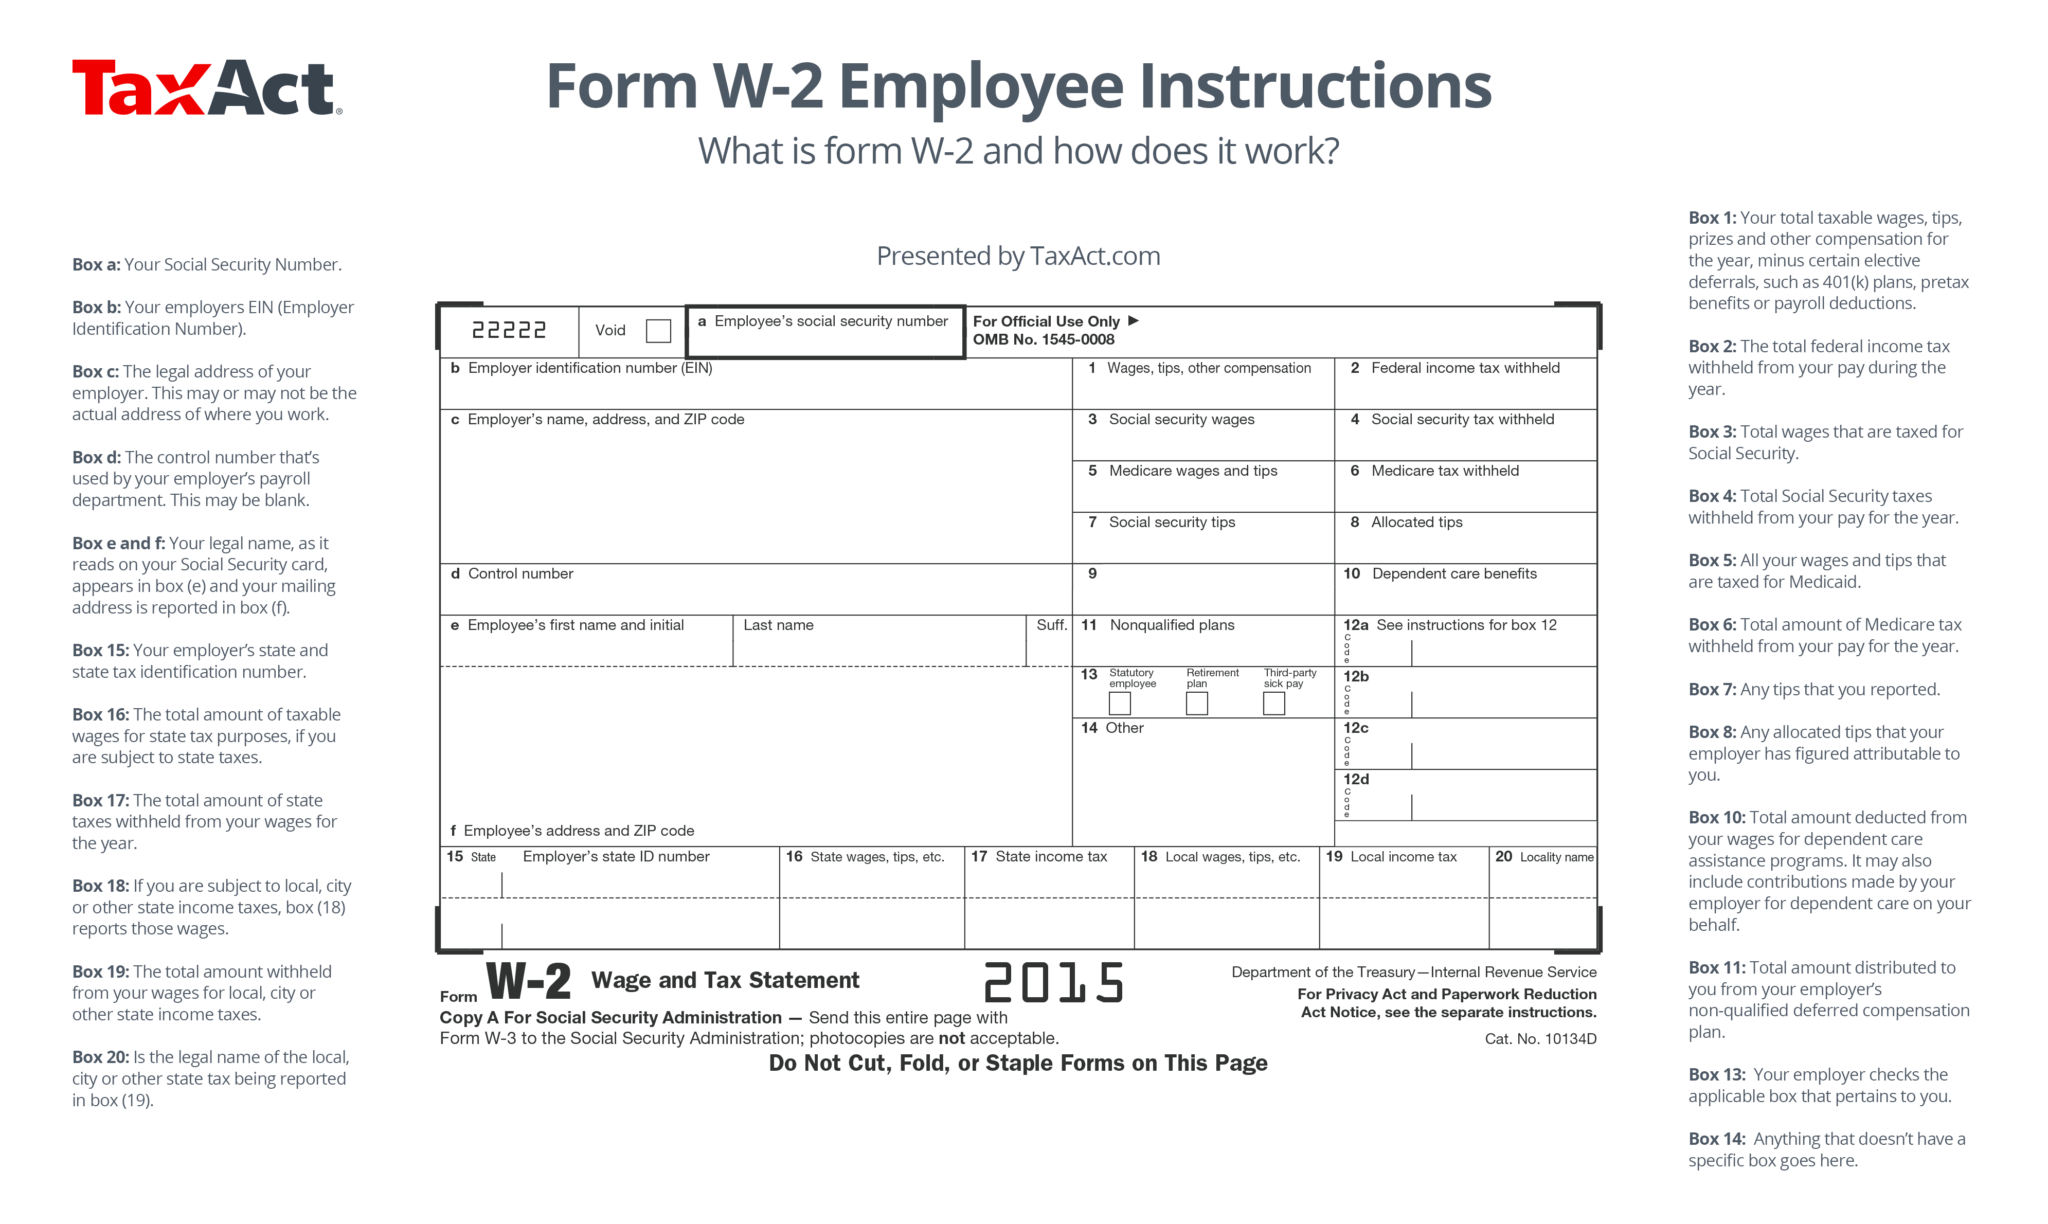 TaxAct®
Form W-2 Employee Instructions
What is form W-2 and how does it work?
Presented by TaxAct.com
Box a: Your Social Security Number.
Box b: Your employers EIN (Employer
Identification Number).
Box c: The legal address of your
employer. This may or may not be the
actual address of where you work.
Box d: The control number that's
used by your employer's payroll
department. This may be blank.
Box e and f: Your legal name, as it
reads on your Social Security card,
appears in box (e) and your mailing
address is reported in box (f).
Box 15: Your employer's state and
state tax identification number.
Box 16: The total amount of taxable
wages for state tax purposes, if you
are subject to state taxes.
Box 17: The total amount of state
taxes withheld from your wages for
the year.
Box 18: If you are subject to local, city
or other state income taxes, box (18)
reports those wages.
Box 19: The total amount withheld
from your wages for local, city or
other state income taxes.
Box 20: Is the legal name of the local,
city or other state tax being reported
in box (19).
22222
Void
a Employee's social security number
For Official Use Only ►
OMB No. 1545-0008
b Employer identification number (EIN)
1 Wages, tips, other compensation
2 Federal income tax withheld
c Employer's name, address, and ZIP code
3 Social security wages
4 Social security tax withheld
5 Medicare wages and tips
6 Medicare tax withheld
7 Social security tips
8 Allocated tips
d Control number
9
10 Dependent care benefits
e Employee's first name and initial
Last name
Suff.
11 Nonqualified plans
12a See instructions for box 12
Code
13 Statutory
employee
Retirement
plan
Third-party
sick pay
12b
Code
14 Other
12c
Code
12d
Code
f Employee's address and ZIP code
15 State
Employer's state ID number
16 State wages, tips, etc.
17 State income tax
18 Local wages, tips, etc.
19 Local income tax
20 Locality name
Form W-2 Wage and Tax Statement
2015
Department of the Treasury—Internal Revenue Service
For Privacy Act and Paperwork Reduction
Act Notice, see the separate instructions.
Copy A For Social Security Administration — Send this entire page with
Form W-3 to the Social Security Administration; photocopies are not acceptable.
Cat. No. 10134D
Do Not Cut, Fold, or Staple Forms on This Page
Box 1: Your total taxable wages, tips,
prizes and other compensation for
the year, minus certain elective
deferrals, such as 401(k) plans, pretax
benefits or payroll deductions.
Box 2: The total federal income tax
withheld from your pay during the
year.
Box 3: Total wages that are taxed for
Social Security.
Box 4: Total Social Security taxes
withheld from your pay for the year.
Box 5: All your wages and tips that
are taxed for Medicaid.
Box 6: Total amount of Medicare tax
withheld from your pay for the year.
Box 7: Any tips that you reported.
Box 8: Any allocated tips that your
employer has figured attributable to
you.
Box 10: Total amount deducted from
your wages for dependent care
assistance programs. It may also
include contributions made by your
employer for dependent care on your
behalf.
Box 11: Total amount distributed to
you from your employer's
non-qualified deferred compensation
plan.
Box 13: Your employer checks the
applicable box that pertains to you.
Box 14: Anything that doesn't have a
specific box goes here.